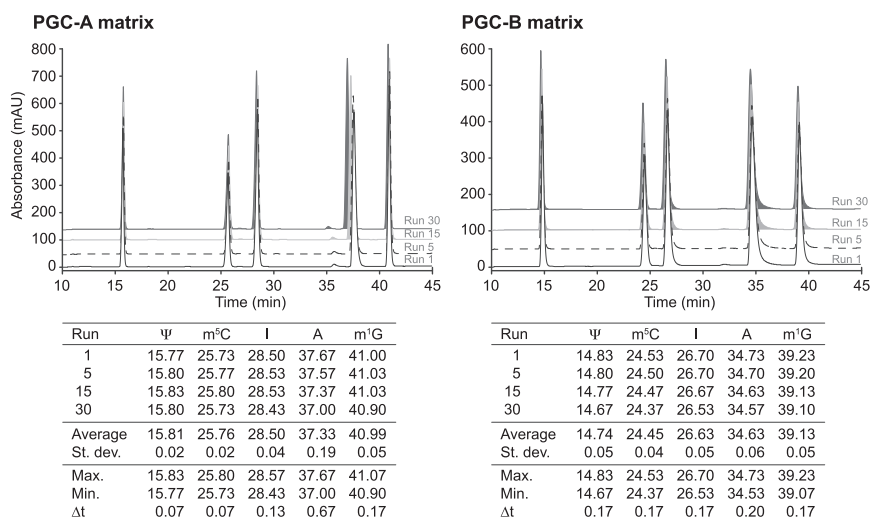 PGC-A matrix
800
700
600
500
400
300
200
100
0
Absorbance (mAU)
Run 30
Run 15
Run 5
Run 1
10 15 20 25 30 35 40 45
Time (min)
Run Ψ m⁵C I A m¹G
1 15.77 25.73 28.50 37.67 41.00
5 15.80 25.77 28.53 37.57 41.03
15 15.83 25.80 28.53 37.37 41.03
30 15.80 25.73 28.43 37.00 40.90
Average 15.81 25.76 28.50 37.33 40.99
St. dev. 0.02 0.02 0.04 0.19 0.05
Max. 15.83 25.80 28.57 37.67 41.07
Min. 15.77 25.73 28.43 37.00 40.90
Δt 0.07 0.07 0.13 0.67 0.17
PGC-B matrix
600
500
400
300
200
100
0
Run 30
Run 15
Run 5
Run 1
10 15 20 25 30 35 40 45
Time (min)
Run Ψ m⁵C I A m¹G
1 14.83 24.53 26.70 34.73 39.23
5 14.80 24.50 26.70 34.70 39.20
15 14.77 24.47 26.67 34.63 39.13
30 14.67 24.37 26.53 34.57 39.10
Average 14.74 24.45 26.63 34.63 39.13
St. dev. 0.05 0.04 0.05 0.06 0.05
Max. 14.83 24.53 26.70 34.73 39.23
Min. 14.67 24.37 26.53 34.53 39.07
Δt 0.17 0.17 0.17 0.20 0.17